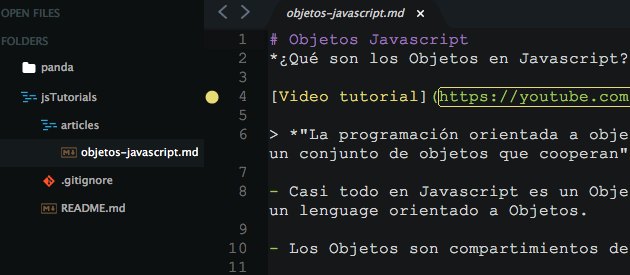 OPEN FILES
FOLDERS
panda
jsTutorials
articles
objetos-javascript.md
.gitignore
README.md
objetos-javascript.md ×
1 # Objetos Javascript
2 *¿Qué son los Objetos en Javascript?
3
4 [Video tutorial](https://youtube.com
5
6 > *"La programación orientada a obje
un conjunto de objetos que cooperan"
7
8 - Casi todo en Javascript es un Obje
un lenguage orientado a Objetos.
9
10 - Los Objetos son compartimientos de
11